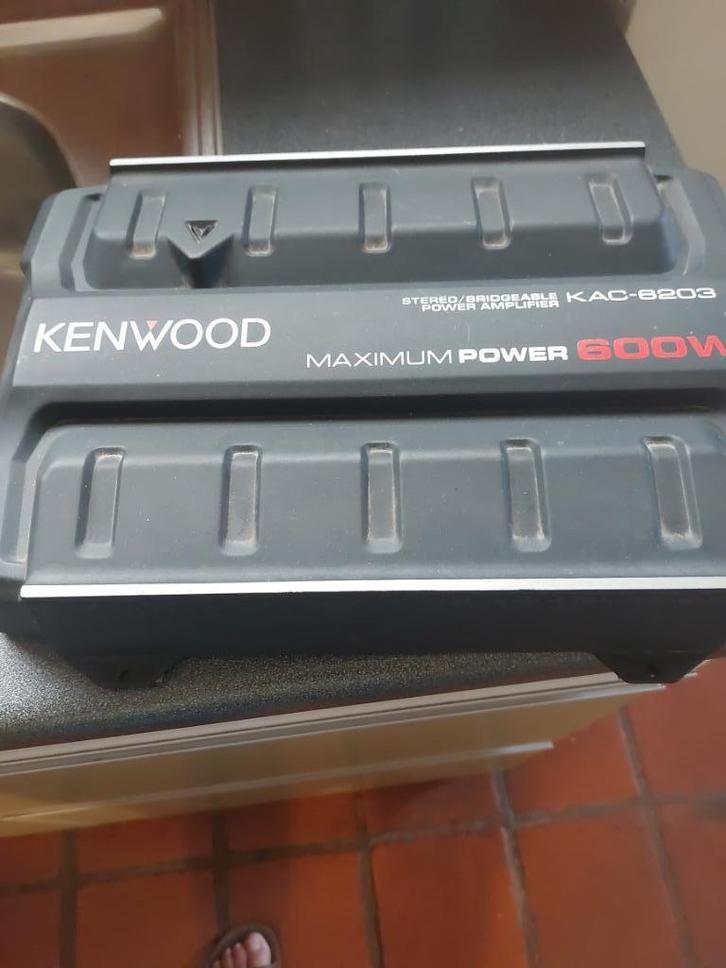 STEREO/BRIDGEABLE
POWER AMPLIFIER KAC-6203
KENWOOD
MAXIMUM POWER 600W